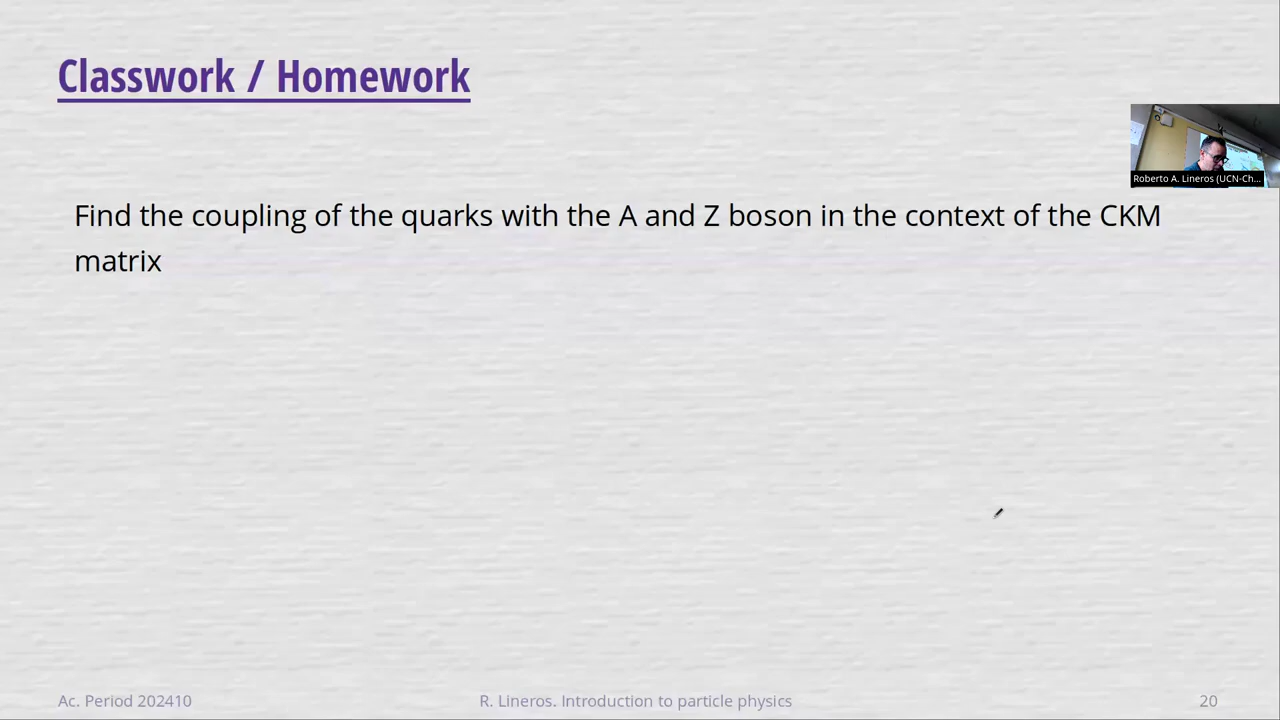 Classwork / Homework
Roberto A. Lineros (UCN-Ch...
Find the coupling of the quarks with the A and Z boson in the context of the CKM
matrix
Ac. Period 202410
R. Lineros. Introduction to particle physics
20